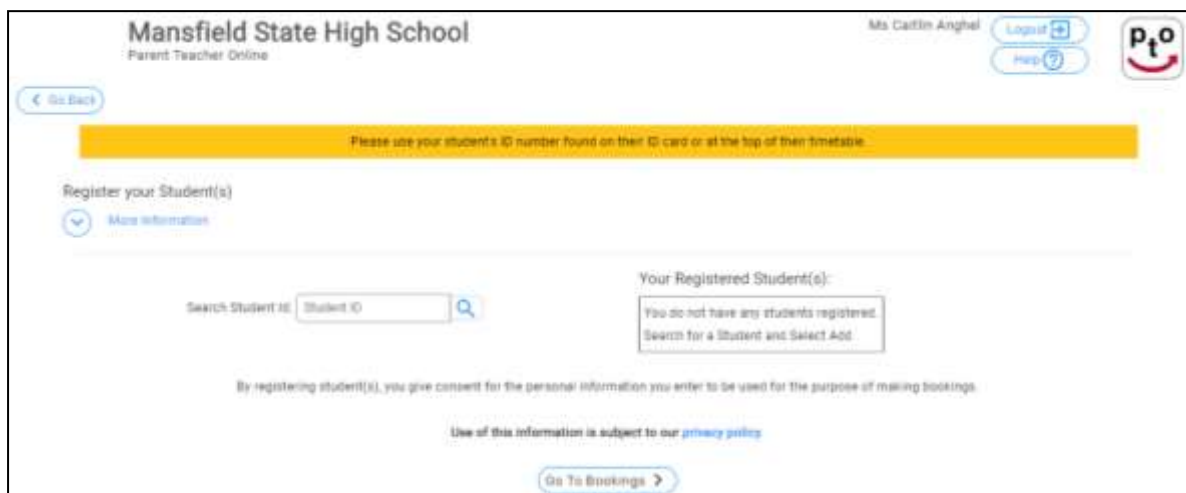 Mansfield State High School
Parent Teacher Online
Ms Caitlin Anghel
Logout
Help
pto
Go Back
Please use your student's ID number found on their ID card or at the top of their timetable.
Register your Student(s)
More Information
Search Student Id: Student ID
Your Registered Student(s):
You do not have any students registered.
Search for a Student and Select Add
By registering student(s), you give consent for the personal information you enter to be used for the purpose of making bookings.
Use of this information is subject to our privacy policy
Go To Bookings